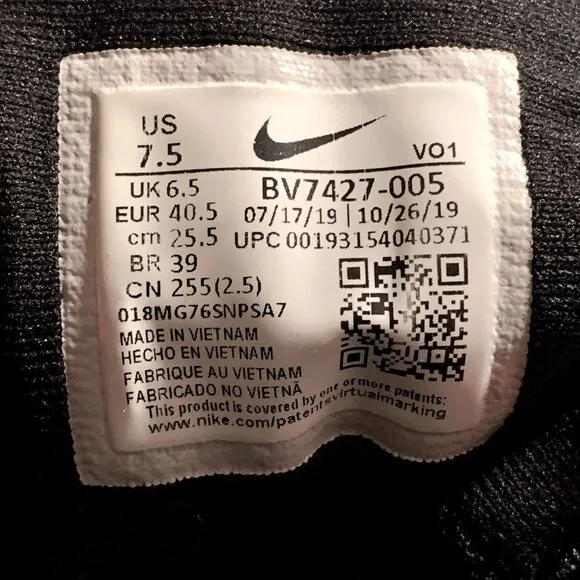 US
7.5
VO1
UK 6.5
BV7427-005
EUR 40.5
07/17/19 | 10/26/19
cm 25.5
UPC 00193154040371
BR 39
CN 255(2.5)
018MG76SNPSA7
MADE IN VIETNAM
HECHO EN VIETNAM
FABRIQUE AU VIETNAM
FABRICADO NO VIETNÃ
This product is covered by one or more patents:
www.nike.com/patentsvirtualmarking